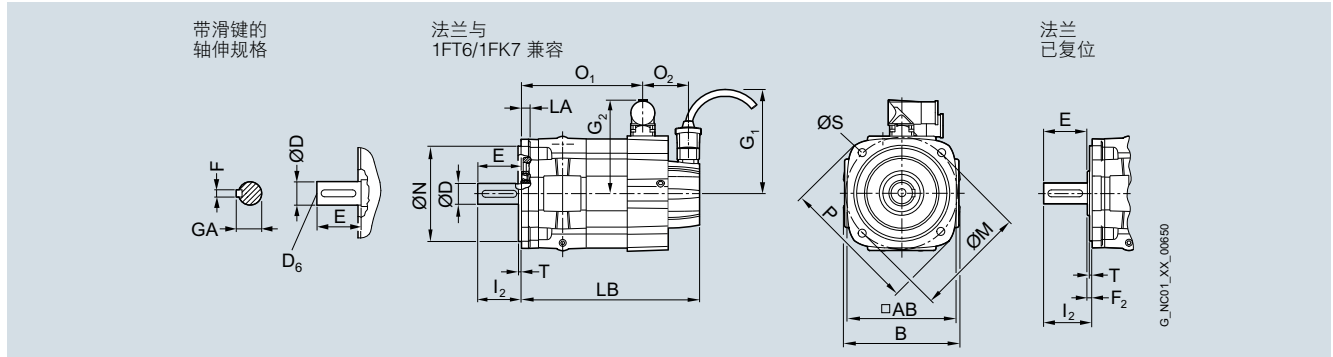 带滑键的
轴伸规格
法兰与
1FT6/1FK7 兼容
法兰
已复位
F
ØD
GA
E
D6
O1
O2
LA
G2
G1
E
ØN
ØD
T
I2
LB
ØS
P
ØM
□AB
B
E
T
F2
I2
G_NC01_XX_00650